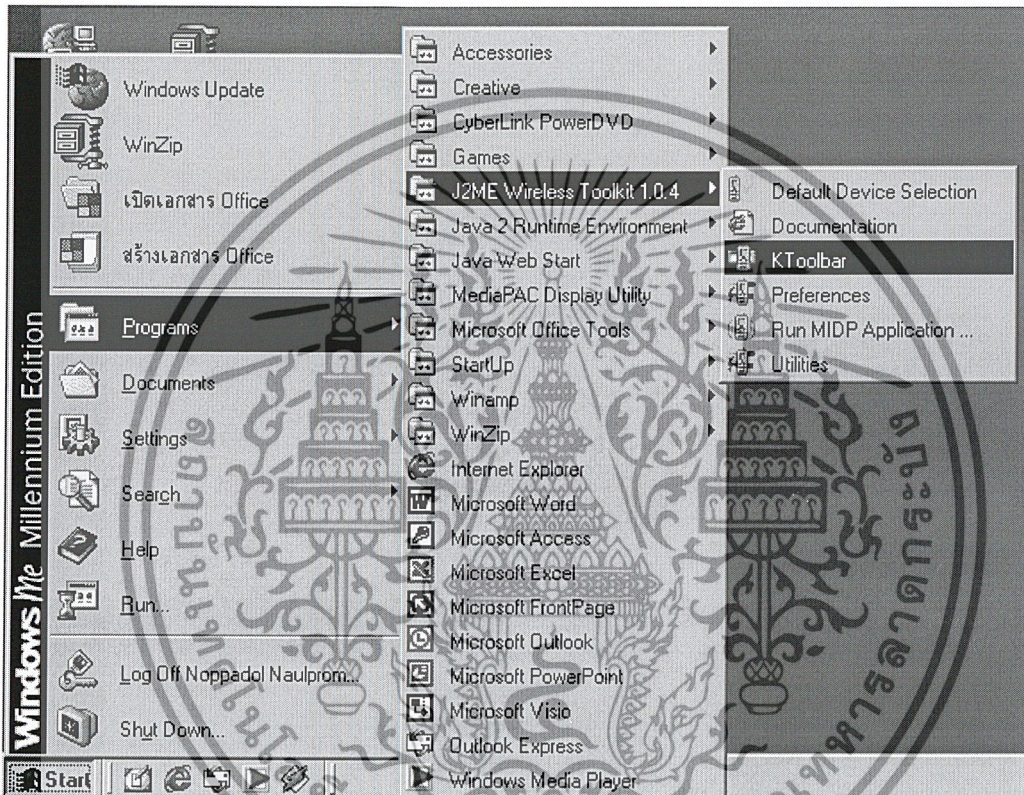 Windows Update
WinZip
เปิดเอกสาร Office
สร้างเอกสาร Office
Programs
Documents
Settings
Search
Help
Run...
Log Off Noppadol Naulprom...
Shut Down...
Windows Me Millennium Edition
Start
Accessories
Creative
CyberLink PowerDVD
Games
J2ME Wireless Toolkit 1.0.4
Java 2 Runtime Environment
Java Web Start
MediaPAC Display Utility
Microsoft Office Tools
StartUp
Winamp
WinZip
Internet Explorer
Microsoft Word
Microsoft Access
Microsoft Excel
Microsoft FrontPage
Microsoft Outlook
Microsoft PowerPoint
Microsoft Visio
Outlook Express
Windows Media Player
Default Device Selection
Documentation
KToolbar
Preferences
Run MIDP Application ...
Utilities